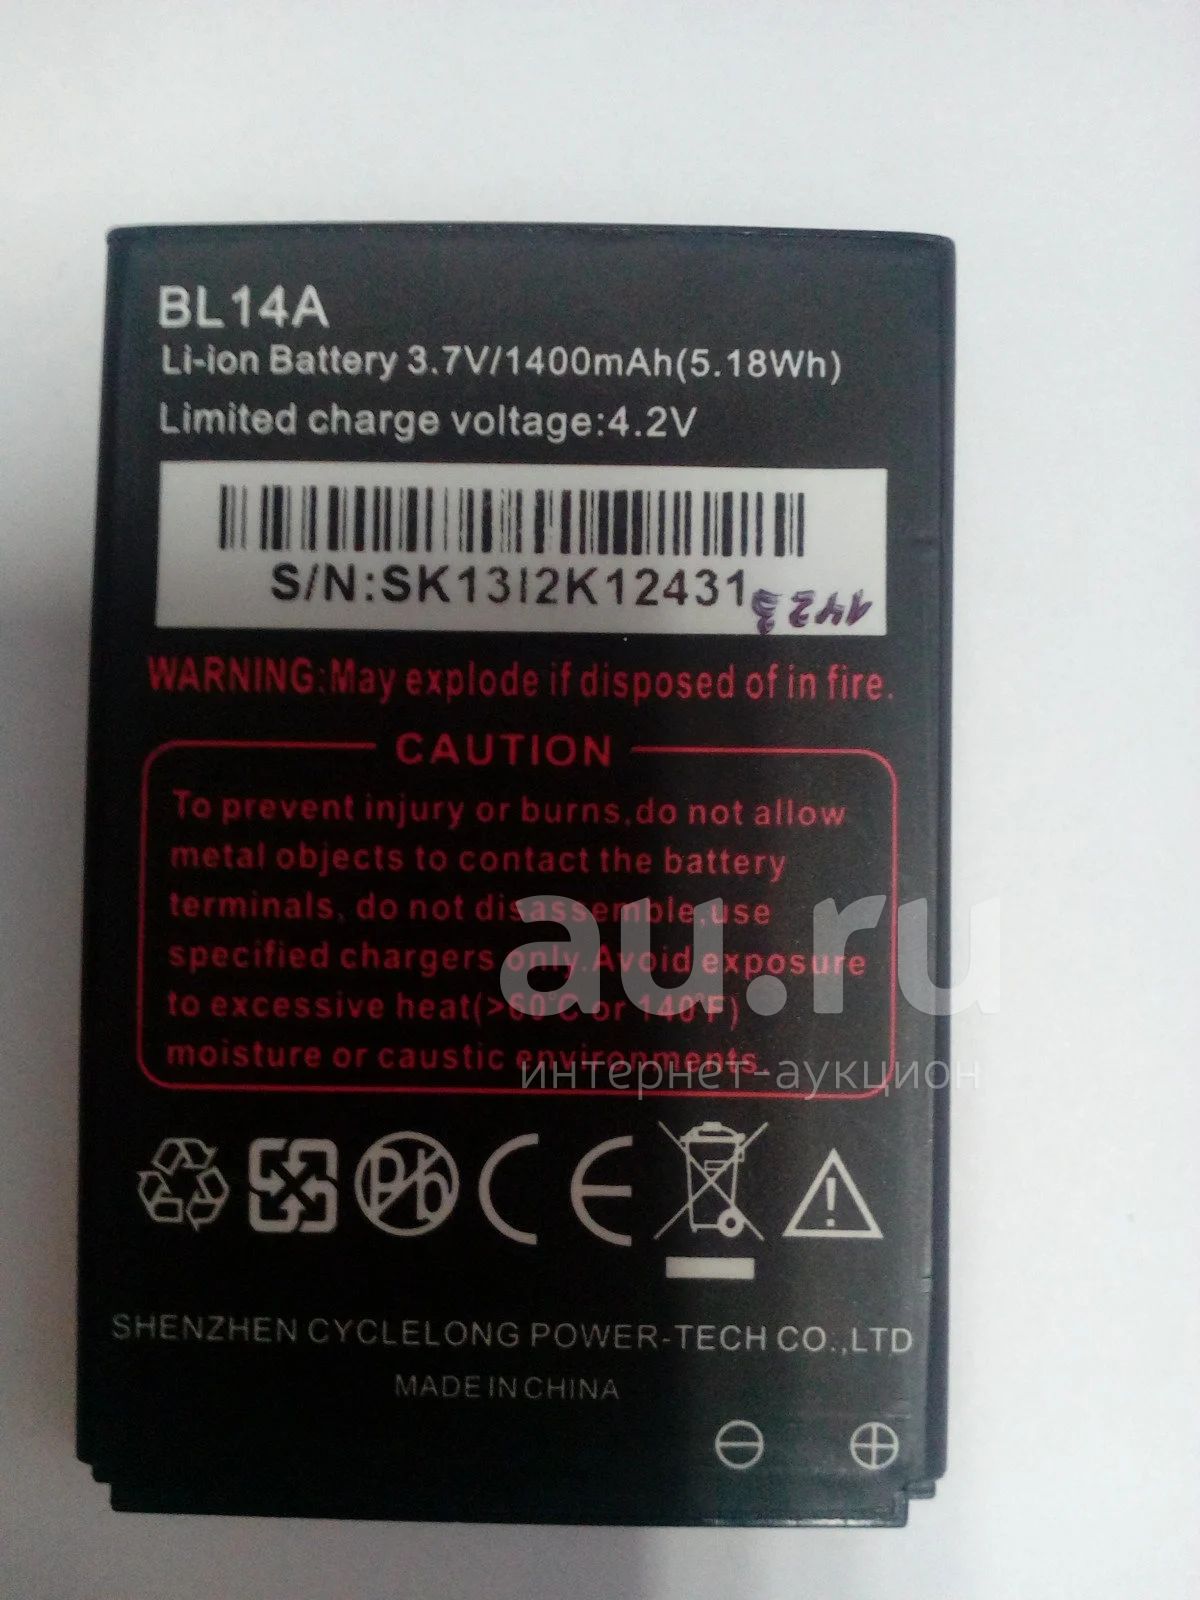 BL14A
Li-ion Battery 3.7V/1400mAh(5.18Wh)
Limited charge voltage:4.2V
S/N:SK13I2K12431
1423
WARNING:May explode if disposed of in fire.
CAUTION
To prevent injury or burns,do not allow
metal objects to contact the battery
terminals, do not disassemble,use
specified chargers only.Avoid exposure
to excessive heat(>60°C or 140°F)
moisture or caustic environments.
au.ru
интернет-аукцион
Pb
CE
SHENZHEN CYCLELONG POWER-TECH CO.,LTD
MADE IN CHINA